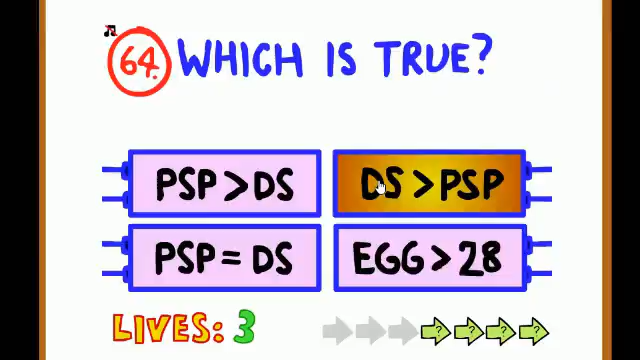 64. WHICH IS TRUE?
PSP > DS
DS > PSP
PSP = DS
EGG > 28
LIVES: 3
? ? ? ?